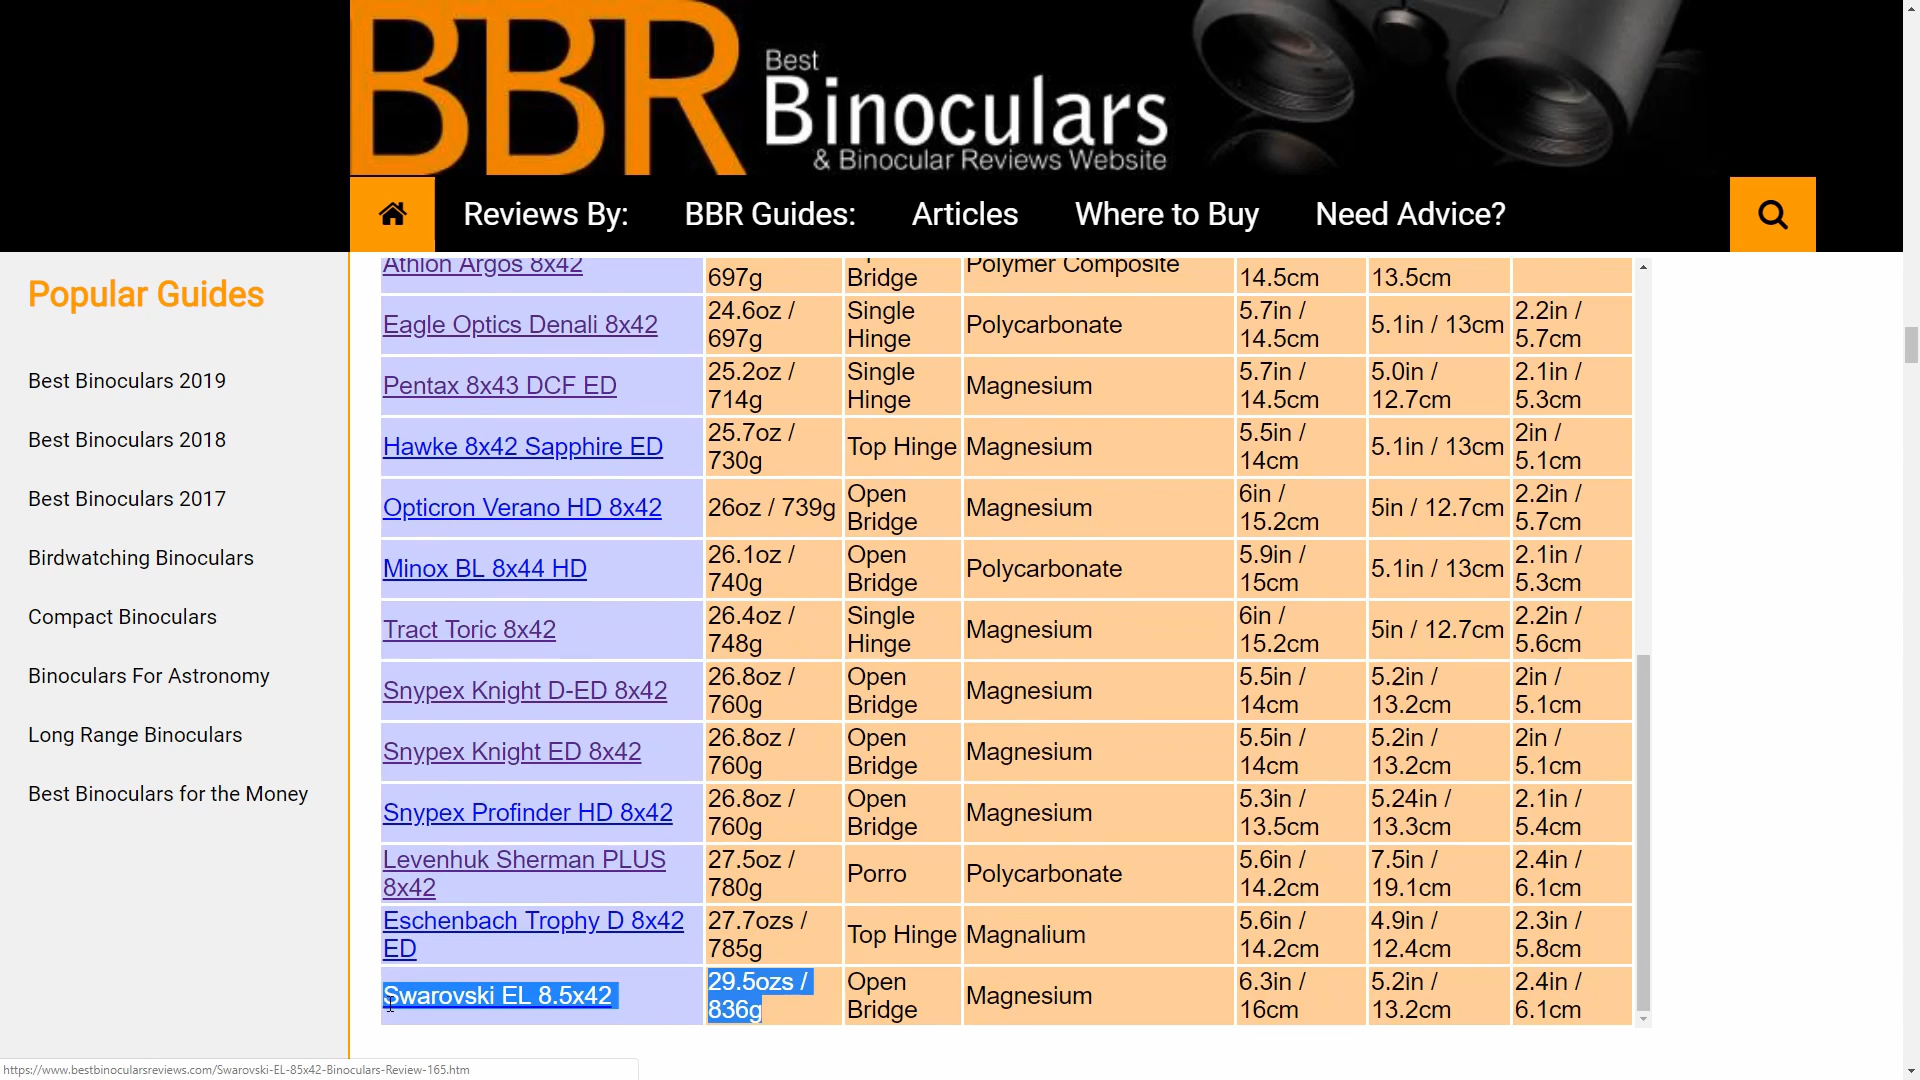 BBR
Best
Binoculars
& Binocular Reviews Website
Reviews By:
BBR Guides:
Articles
Where to Buy
Need Advice?
Popular Guides
Best Binoculars 2019
Best Binoculars 2018
Best Binoculars 2017
Birdwatching Binoculars
Compact Binoculars
Binoculars For Astronomy
Long Range Binoculars
Best Binoculars for the Money
Athlon Argos 8x42
697g
Bridge
Polymer Composite
14.5cm
13.5cm
Eagle Optics Denali 8x42
24.6oz /
697g
Single
Hinge
Polycarbonate
5.7in /
14.5cm
5.1in / 13cm
2.2in /
5.7cm
Pentax 8x43 DCF ED
25.2oz /
714g
Single
Hinge
Magnesium
5.7in /
14.5cm
5.0in /
12.7cm
2.1in /
5.3cm
Hawke 8x42 Sapphire ED
25.7oz /
730g
Top Hinge
Magnesium
5.5in /
14cm
5.1in / 13cm
2in /
5.1cm
Opticron Verano HD 8x42
26oz / 739g
Open
Bridge
Magnesium
6in /
15.2cm
5in / 12.7cm
2.2in /
5.7cm
Minox BL 8x44 HD
26.1oz /
740g
Open
Bridge
Polycarbonate
5.9in /
15cm
5.1in / 13cm
2.1in /
5.3cm
Tract Toric 8x42
26.4oz /
748g
Single
Hinge
Magnesium
6in /
15.2cm
5in / 12.7cm
2.2in /
5.6cm
Snypex Knight D-ED 8x42
26.8oz /
760g
Open
Bridge
Magnesium
5.5in /
14cm
5.2in /
13.2cm
2in /
5.1cm
Snypex Knight ED 8x42
26.8oz /
760g
Open
Bridge
Magnesium
5.5in /
14cm
5.2in /
13.2cm
2in /
5.1cm
Snypex Profinder HD 8x42
26.8oz /
760g
Open
Bridge
Magnesium
5.3in /
13.5cm
5.24in /
13.3cm
2.1in /
5.4cm
Levenhuk Sherman PLUS
8x42
27.5oz /
780g
Porro
Polycarbonate
5.6in /
14.2cm
7.5in /
19.1cm
2.4in /
6.1cm
Eschenbach Trophy D 8x42
ED
27.7ozs /
785g
Top Hinge
Magnalium
5.6in /
14.2cm
4.9in /
12.4cm
2.3in /
5.8cm
Swarovski EL 8.5x42
29.5ozs /
836g
Open
Bridge
Magnesium
6.3in /
16cm
5.2in /
13.2cm
2.4in /
6.1cm
https://www.bestbinocularsreviews.com/Swarovski-EL-85x42-Binoculars-Review-165.htm